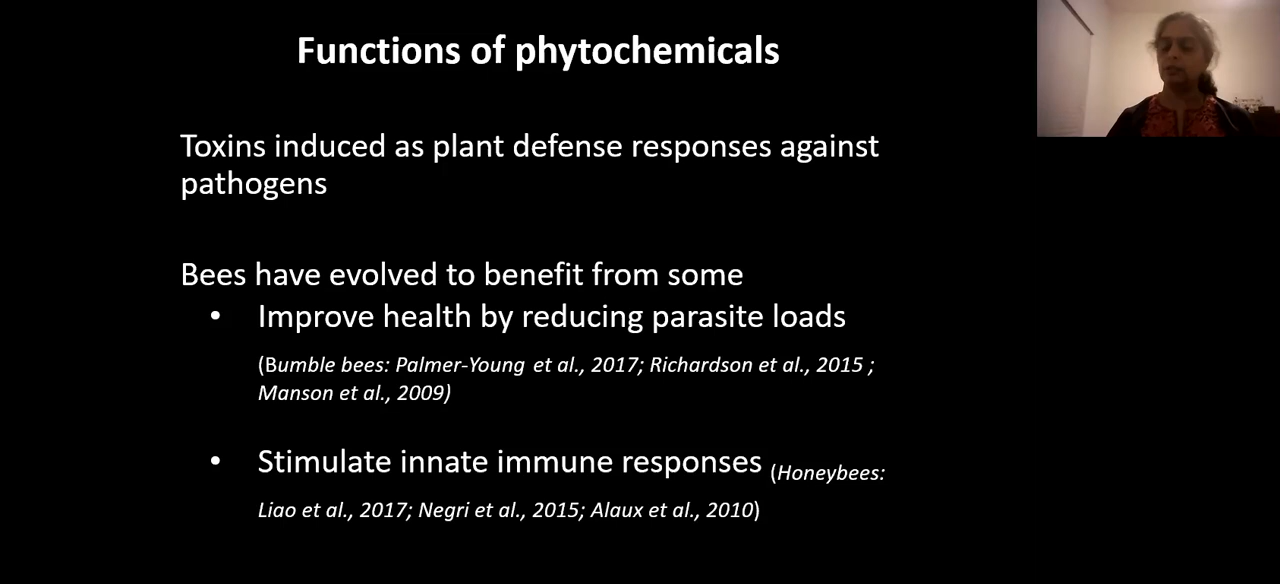 Functions of phytochemicals
Toxins induced as plant defense responses against
pathogens
Bees have evolved to benefit from some
• Improve health by reducing parasite loads
(Bumble bees: Palmer-Young et al., 2017; Richardson et al., 2015 ;
Manson et al., 2009)
• Stimulate innate immune responses (Honeybees:
Liao et al., 2017; Negri et al., 2015; Alaux et al., 2010)